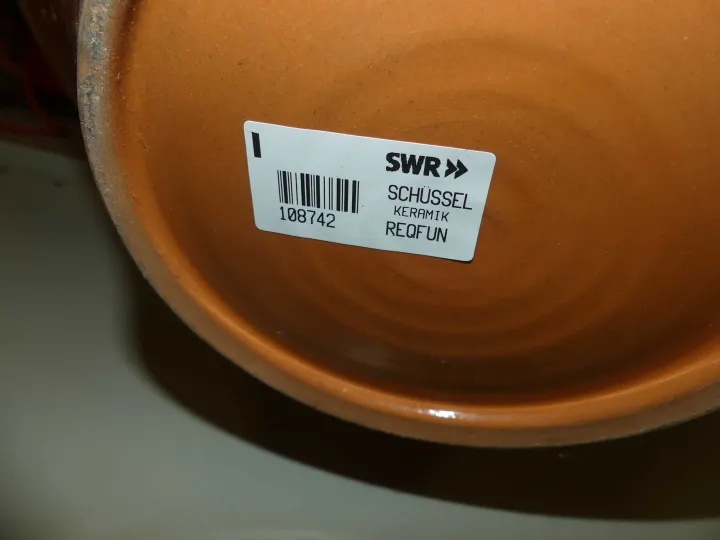 SWR»
SCHÜSSEL
KERAMIK
REQFUN
108742